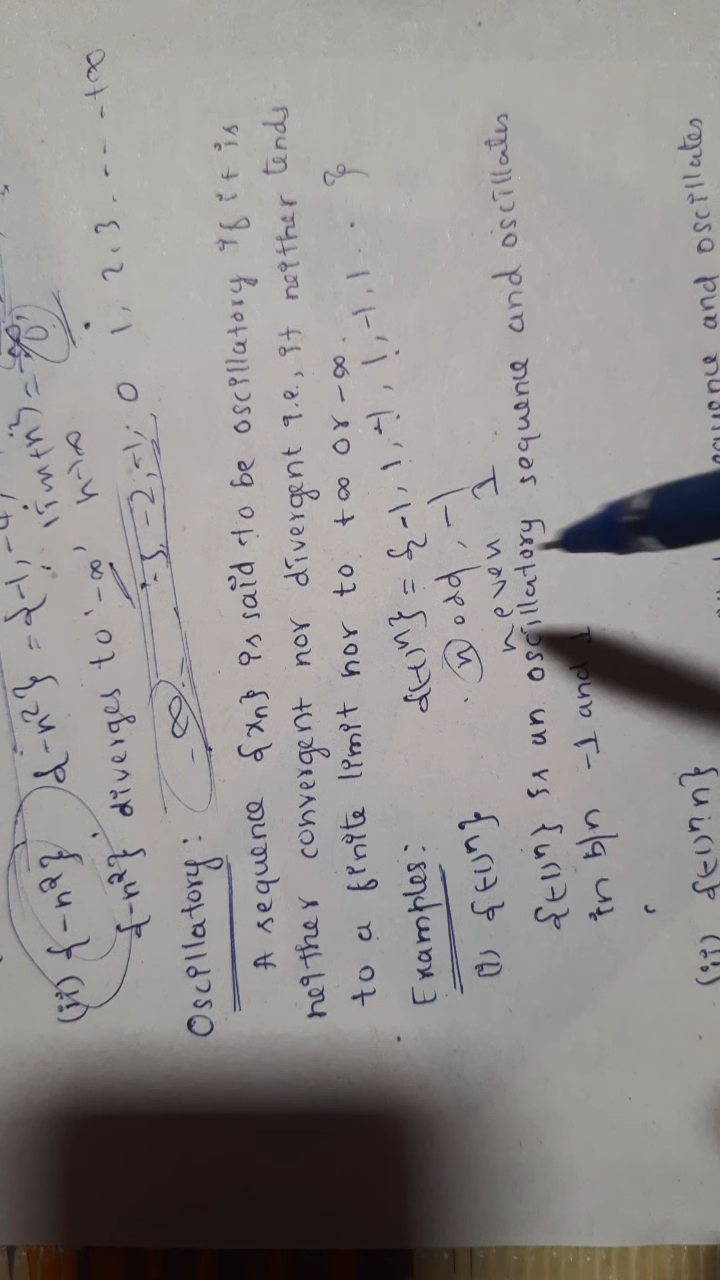 (ii) {-n²} {-n²} = {-1, -4,
lim
n→∞
{-n²} diverges to -∞,
-∞ -3, -2, -1, 0 1, 2, 3 . - - - +∞
Oscillatory:
A sequence {xn} is said to be oscillatory if it is
neither convergent nor divergent i.e., it neither tends
to a finite limit nor to +∞ or -∞.
Examples:
(i) {(-1)ⁿ} {(-1)ⁿ} = {-1, 1, -1, 1, -1, 1 . . }
n odd, -1
n even 1
{(-1)ⁿ} is an oscillatory sequence and oscillates
in b/n -1 and 1
(ii) {(-1)ⁿ n}
and oscillates